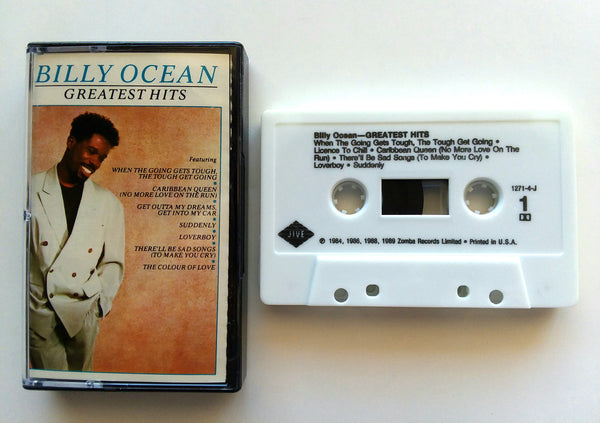 BILLY OCEAN
GREATEST HITS
Featuring
WHEN THE GOING GETS TOUGH,
THE TOUGH GET GOING
CARIBBEAN QUEEN
(NO MORE LOVE ON THE RUN)
GET OUTTA MY DREAMS,
GET INTO MY CAR
SUDDENLY
LOVERBOY
THERE'LL BE SAD SONGS
(TO MAKE YOU CRY)
THE COLOUR OF LOVE
Billy Ocean—GREATEST HITS
When The Going Gets Tough, The Tough Get Going •
Licence To Chill • Caribbean Queen (No More Love On The
Run) • There'll Be Sad Songs (To Make You Cry) •
Loverboy • Suddenly
1271-4-J
1
JIVE
℗ 1984, 1986, 1988, 1989 Zomba Records Limited • Printed in U.S.A.